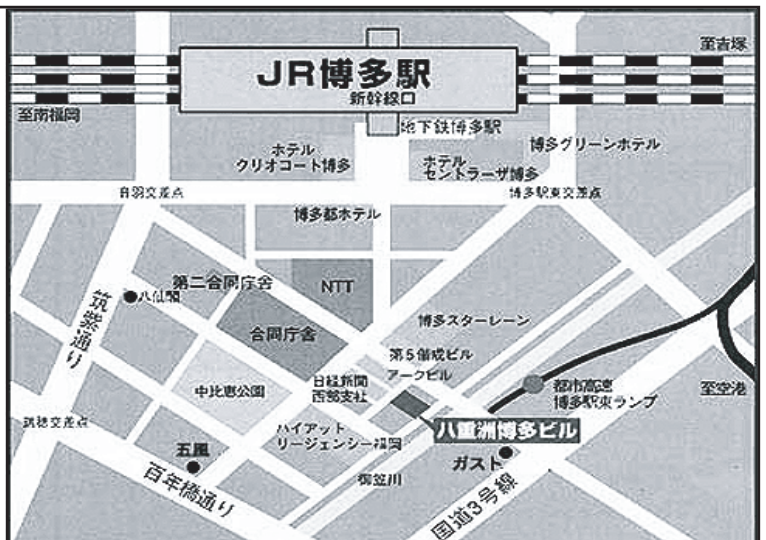 至吉塚
JR博多駅
新幹線口
至南福岡
地下鉄博多駅
ホテル
クリオコート博多
ホテル
セントラーザ博多
博多グリーンホテル
博多駅東交差点
博多都ホテル
第二合同庁舎
NTT
八仙閣
筑紫通り
合同庁舎
博多スターレーン
第5偕成ビル
アークビル
日経新聞
西部支社
中比恵公園
都市高速
博多駅東ランプ
至空港
八重洲博多ビル
ハイアット
リージェンシー福岡
五風
ガスト
御笠川
百年橋通り
国道3号線